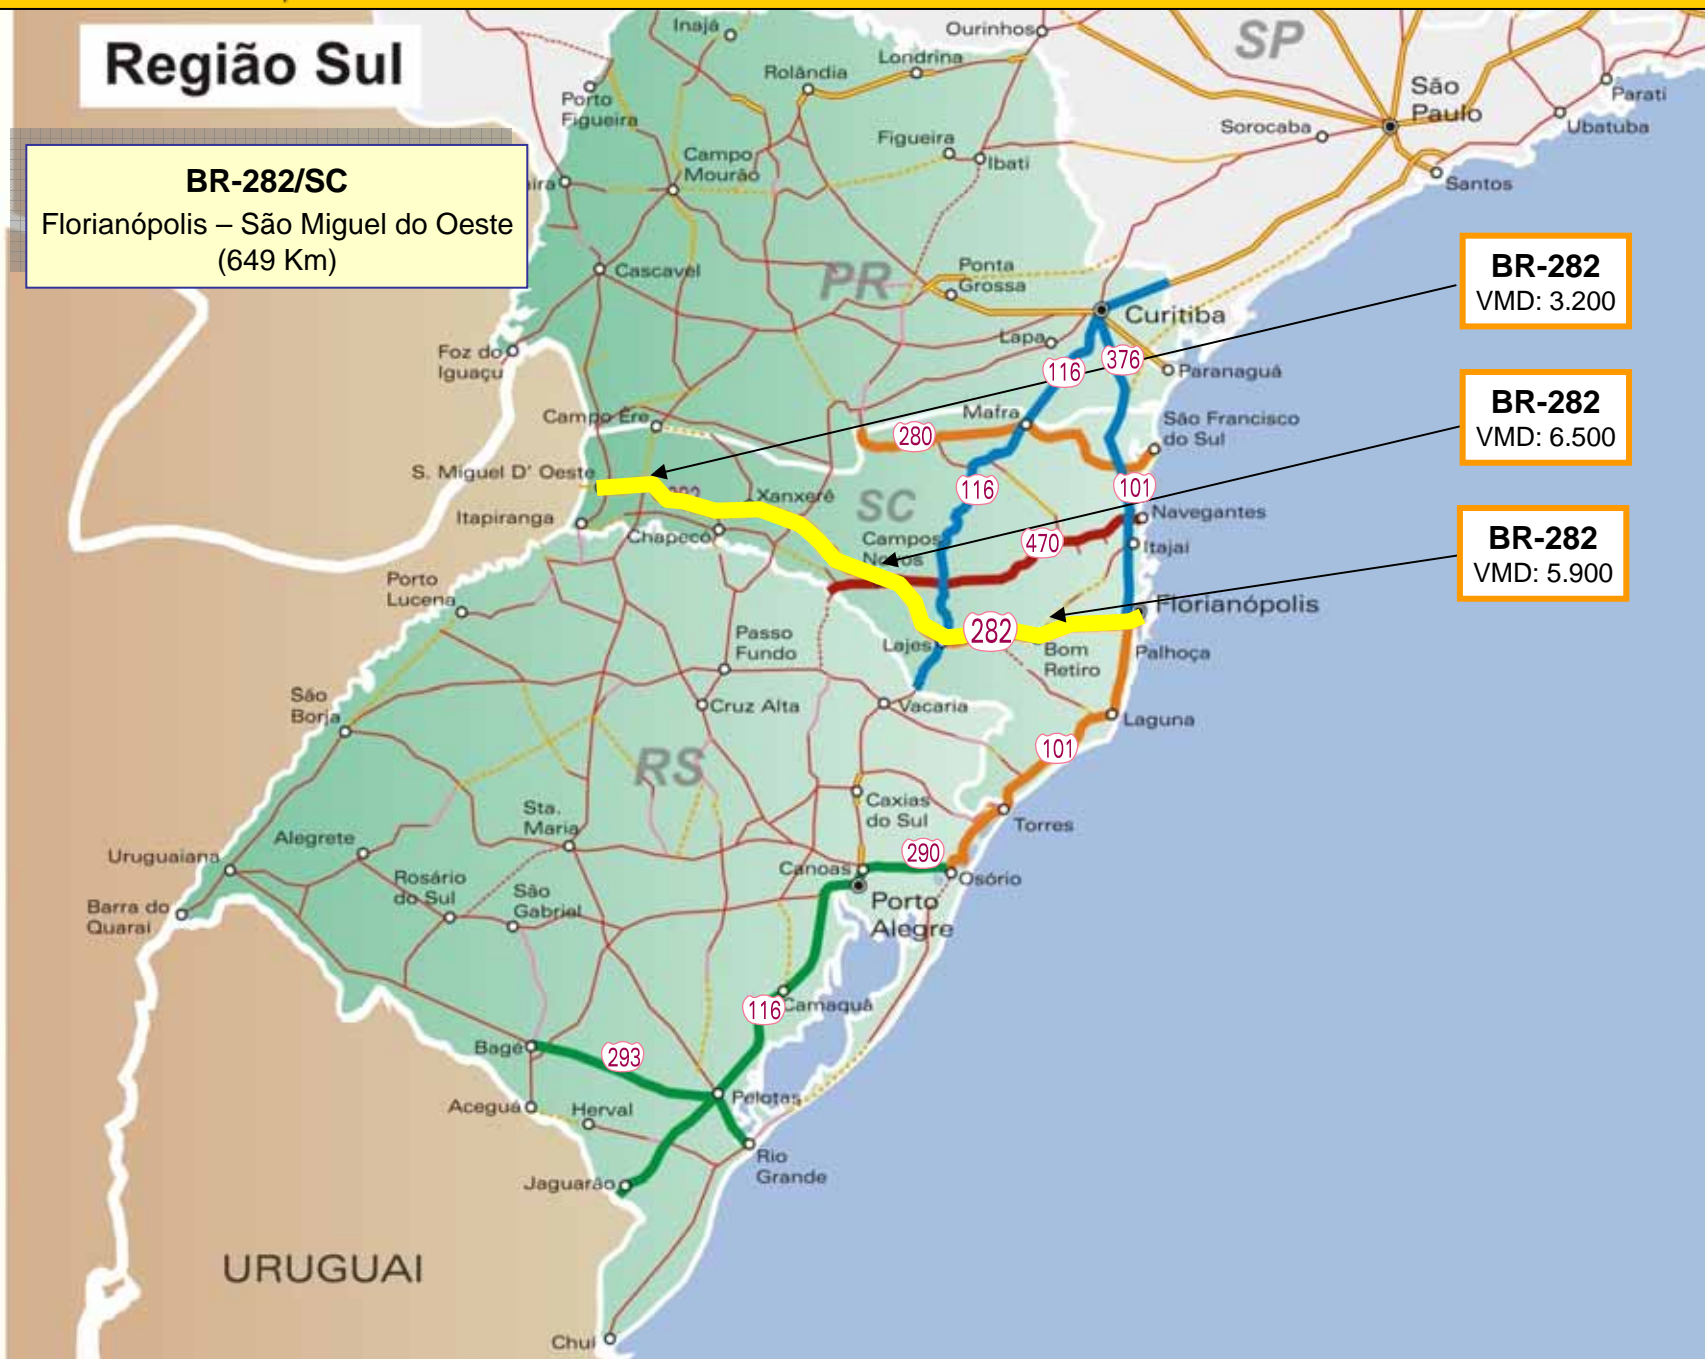 Região Sul
BR-282/SC
Florianópolis – São Miguel do Oeste
(649 Km)
BR-282
VMD: 3.200
BR-282
VMD: 6.500
BR-282
VMD: 5.900
SP
PR
SC
RS
URUGUAI
Inajá
Ourinhos
Londrina
Rolândia
Porto
Figueira
São
Paulo
Parati
Ubatuba
Sorocaba
Santos
Figueira
Ibati
Campo
Mourão
Cascavel
Ponta
Grossa
Curitiba
Lapa
Foz do
Iguaçu
116
376
Paranaguá
Campo Êre
Mafra
São Francisco
do Sul
280
S. Miguel D' Oeste
116
101
Xanxerê
Navegantes
Itapiranga
Chapecó
Campos
Novos
470
Itajaí
Porto
Lucena
Florianópolis
282
Passo
Fundo
Lajes
Bom
Retiro
Palhoça
São
Borja
Cruz Alta
Vacaria
Laguna
101
Caxias
do Sul
Torres
Sta.
Maria
Alegrete
Uruguaiana
290
Canoas
Osório
Rosário
do Sul
São
Gabriel
Porto
Alegre
Barra do
Quarai
116
Camaquã
Bagé
293
Pelotas
Aceguá
Herval
Rio
Grande
Jaguarão
Chuí